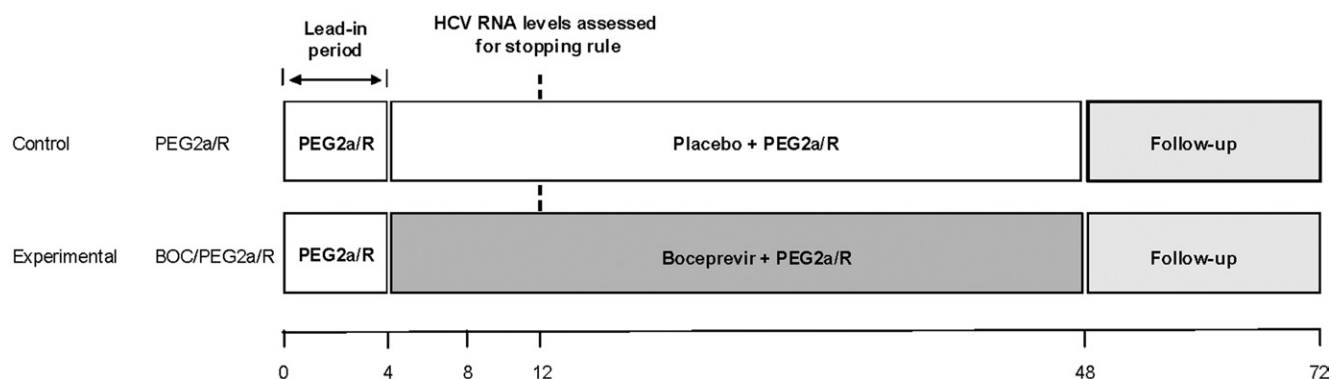 Lead-in
period
HCV RNA levels assessed
for stopping rule
Control PEG2a/R PEG2a/R Placebo + PEG2a/R Follow-up
Experimental BOC/PEG2a/R PEG2a/R Boceprevir + PEG2a/R Follow-up
0 4 8 12 48 72